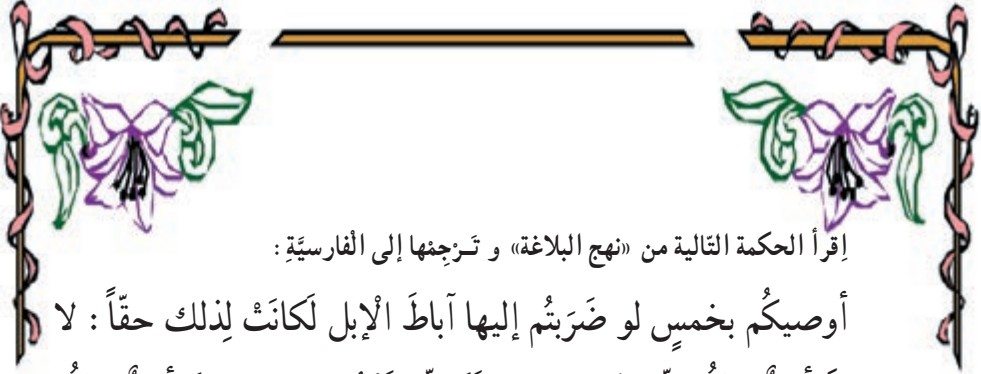 اِقرأ الحكمة التّالية من «نهج البلاغة» و تَـرْجِمْها إلى الْفارسيَّةِ :
أوصيكُم بخمسٍ لو ضَرَبتُم إليها آباطَ الْإبل لَكانَتْ لِذلك حقّاً : لا